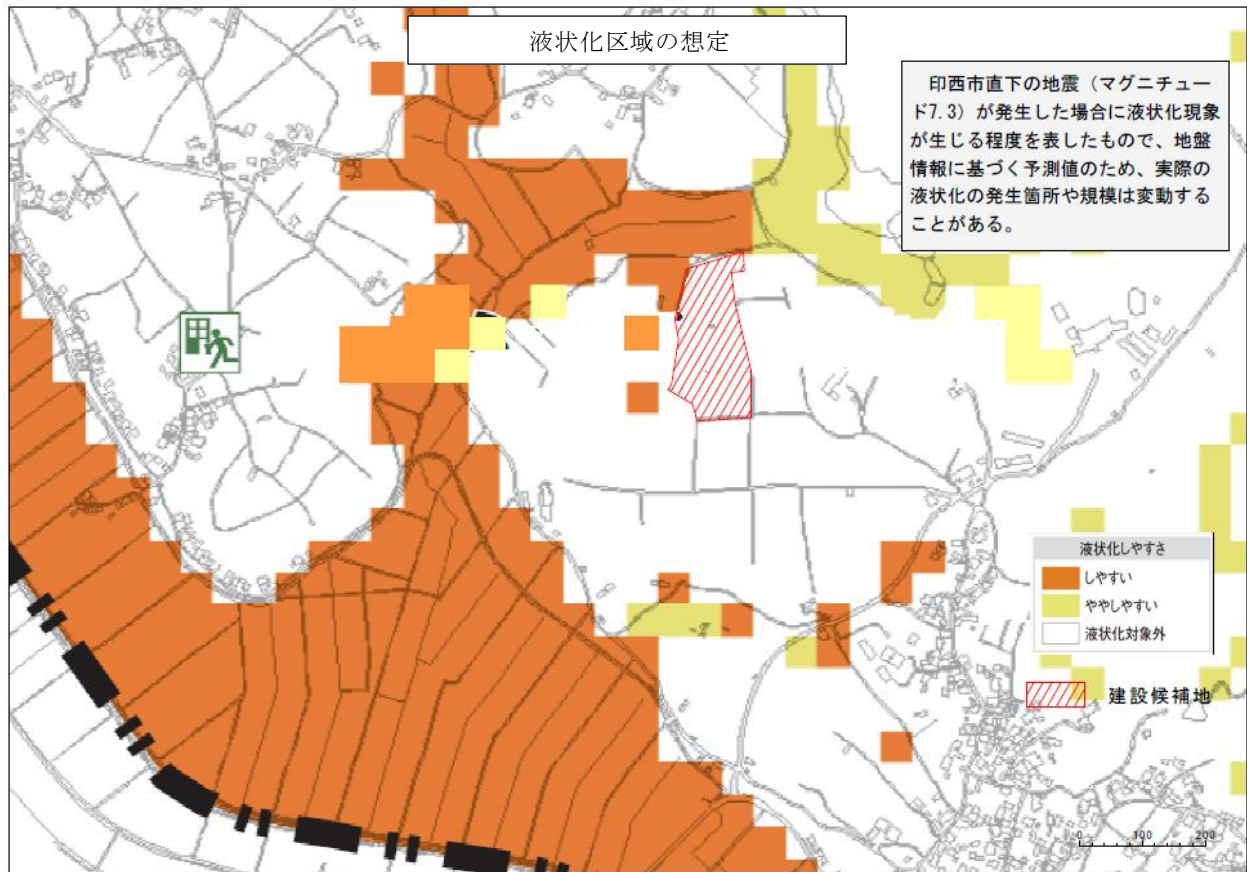 液状化区域の想定
印西市直下の地震（マグニチュー
ド7.3）が発生した場合に液状化現象
が生じる程度を表したもので、地盤
情報に基づく予測値のため、実際の
液状化の発生箇所や規模は変動する
ことがある。
液状化しやすさ
しやすい
ややしやすい
液状化対象外
建設候補地
0 100 200